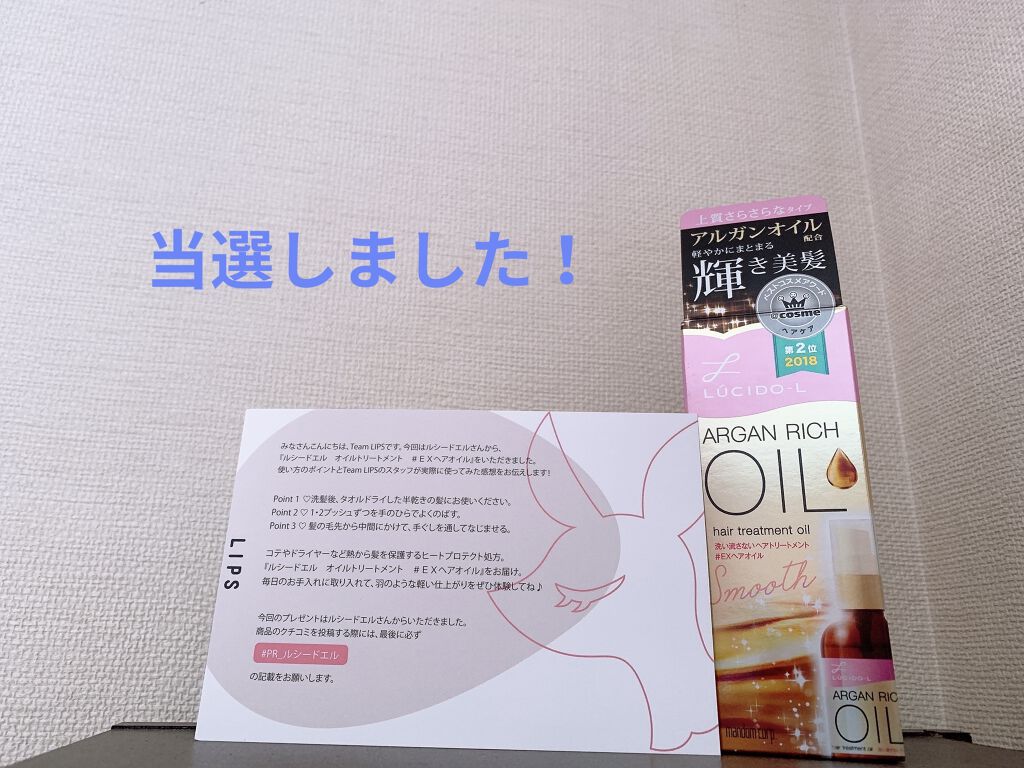 当選しました！
みなさんこんにちは、Team LIPSです。今回はルシードエルさんから、
『ルシードエル　オイルトリートメント　＃ＥＸヘアオイル』をいただきました。
使い方のポイントとTeam LIPSのスタッフが実際に使ってみた感想をお伝えします！
Point 1 ♡洗髪後、タオルドライした半乾きの髪にお使いください。
Point 2 ♡ 1・2プッシュずつを手のひらでよくのばす。
Point 3 ♡ 髪の毛先から中間にかけて、手ぐしを通してなじませる。
コテやドライヤーなど熱から髪を保護するヒートプロテクト処方。
『ルシードエル　オイルトリートメント　＃ＥＸヘアオイル』をお届け。
毎日のお手入れに取り入れて、羽のような軽い仕上がりをぜひ体験してね♪
今回のプレゼントはルシードエルさんからいただきました。
商品のクチコミを投稿する際には、最後に必ず
#PR_ルシードエル
の記載をお願いします。
LIPS
上質さらさらなタイプ
アルガンオイル
配合
軽やかにまとまる
輝き美髪
ベストコスメアワード
@cosme
ヘアケア
第2位
2018
LÚCIDO-L
ARGAN RICH
OIL
hair treatment oil
洗い流さないヘアトリートメント
#EXヘアオイル
Smooth
LÚCIDO-L
ARGAN RIC
OIL
hair treatment oil
mandom corp